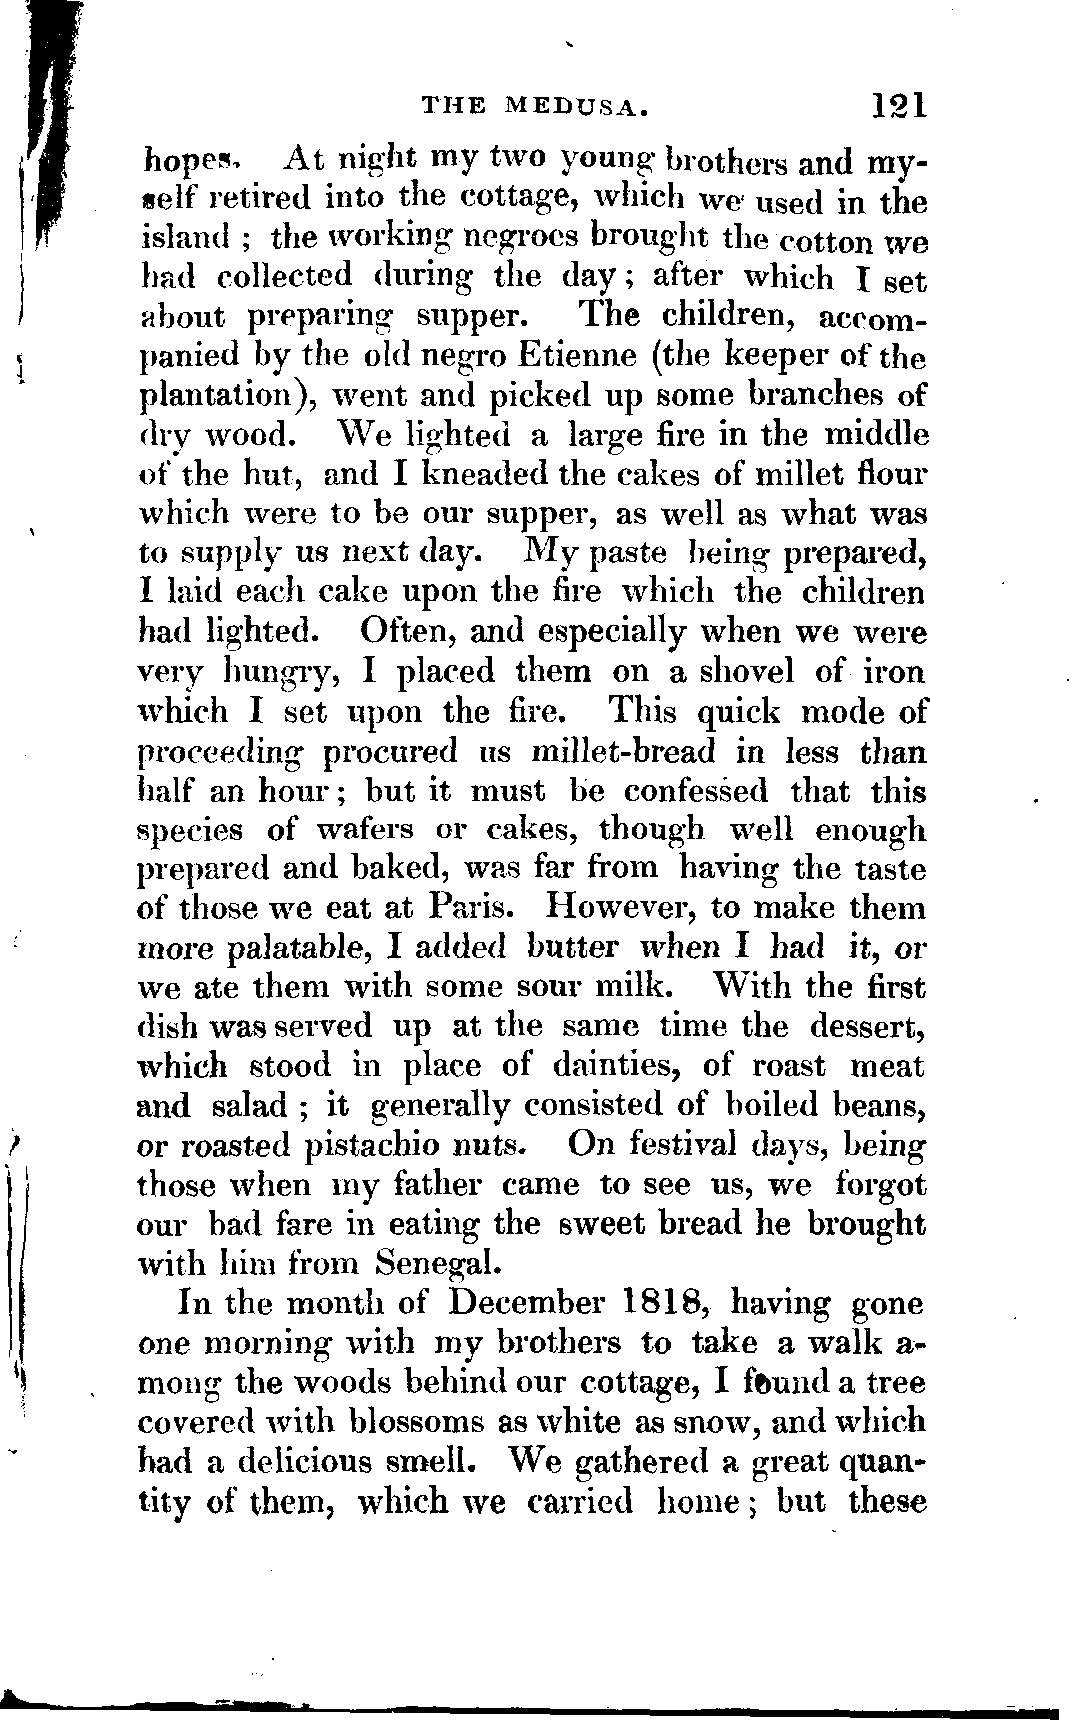 THE MEDUSA. 121
hopes. At night my two young brothers and my-
self retired into the cottage, which we used in the
island ; the working negroes brought the cotton we
had collected during the day ; after which I set
about preparing supper. The children, accom-
panied by the old negro Etienne (the keeper of the
plantation), went and picked up some branches of
dry wood. We lighted a large fire in the middle
of the hut, and I kneaded the cakes of millet flour
which were to be our supper, as well as what was
to supply us next day. My paste being prepared,
I laid each cake upon the fire which the children
had lighted. Often, and especially when we were
very hungry, I placed them on a shovel of iron
which I set upon the fire. This quick mode of
proceeding procured us millet-bread in less than
half an hour ; but it must be confessed that this
species of wafers or cakes, though well enough
prepared and baked, was far from having the taste
of those we eat at Paris. However, to make them
more palatable, I added butter when I had it, or
we ate them with some sour milk. With the first
dish was served up at the same time the dessert,
which stood in place of dainties, of roast meat
and salad ; it generally consisted of boiled beans,
or roasted pistachio nuts. On festival days, being
those when my father came to see us, we forgot
our bad fare in eating the sweet bread he brought
with him from Senegal.
In the month of December 1818, having gone
one morning with my brothers to take a walk a-
mong the woods behind our cottage, I found a tree
covered with blossoms as white as snow, and which
had a delicious smell. We gathered a great quan-
tity of them, which we carried home ; but these